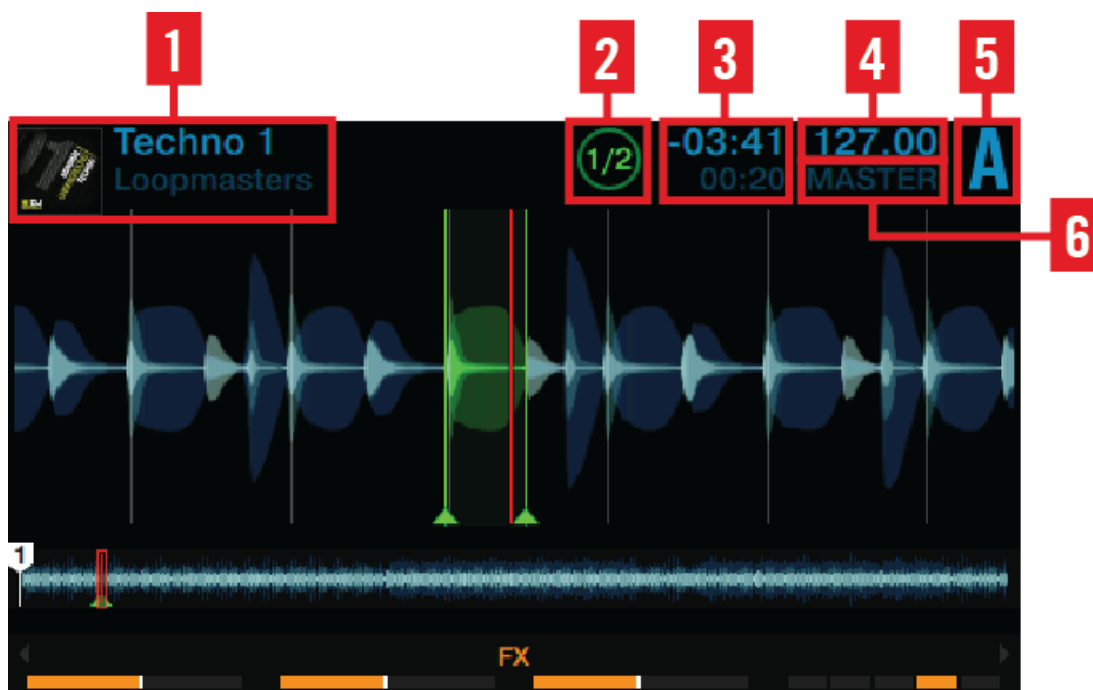 1 2 3 4 5
Techno 1
Loopmasters
1/2
-03:41
00:20
127.00
MASTER
A
6
1
FX